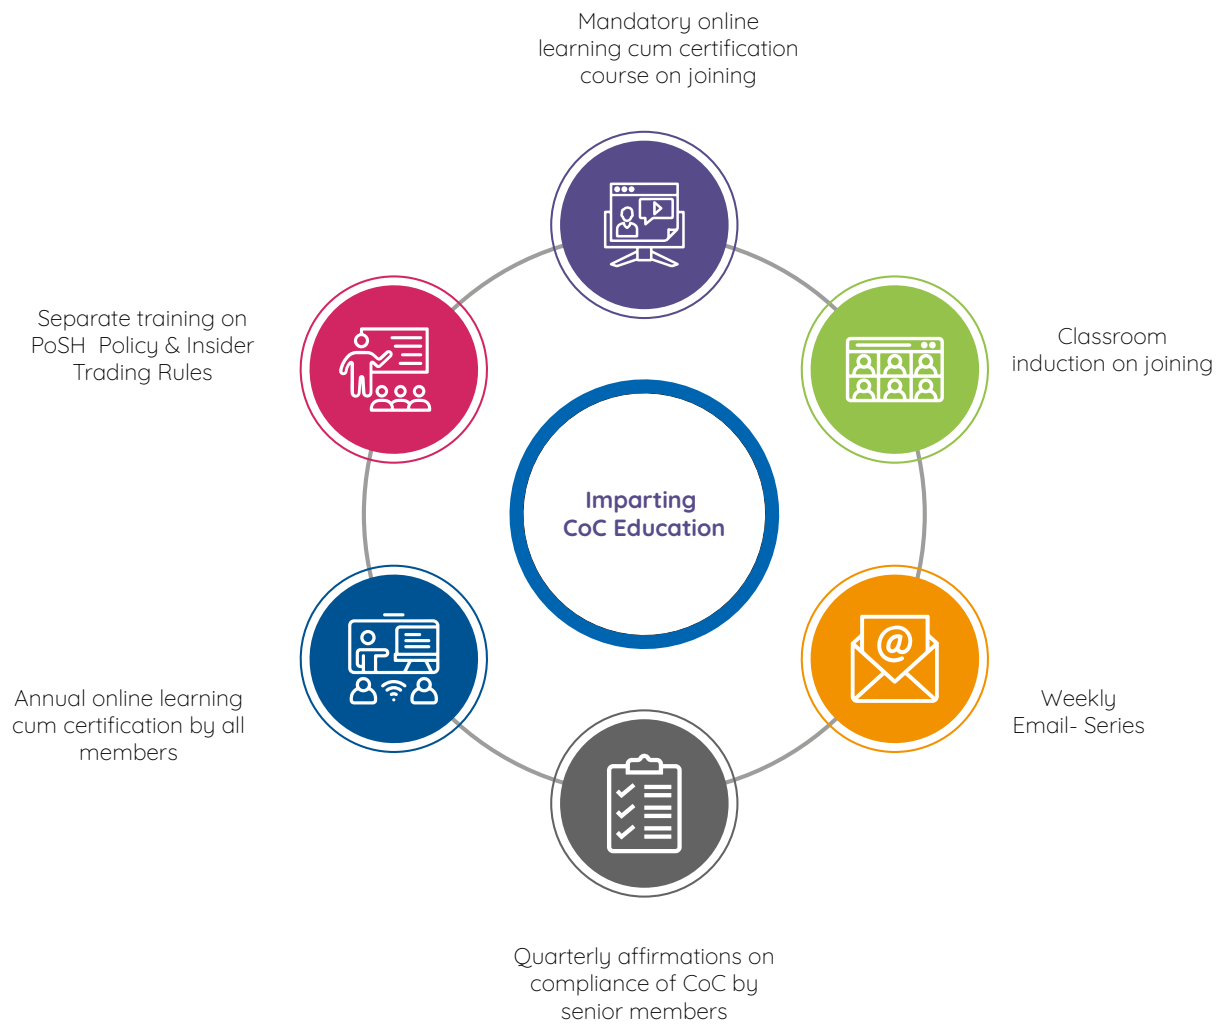 Mandatory online
learning cum certification
course on joining
Separate training on
PoSH Policy & Insider
Trading Rules
Classroom
induction on joining
Imparting
CoC Education
Annual online learning
cum certification by all
members
Weekly
Email- Series
Quarterly affirmations on
compliance of CoC by
senior members